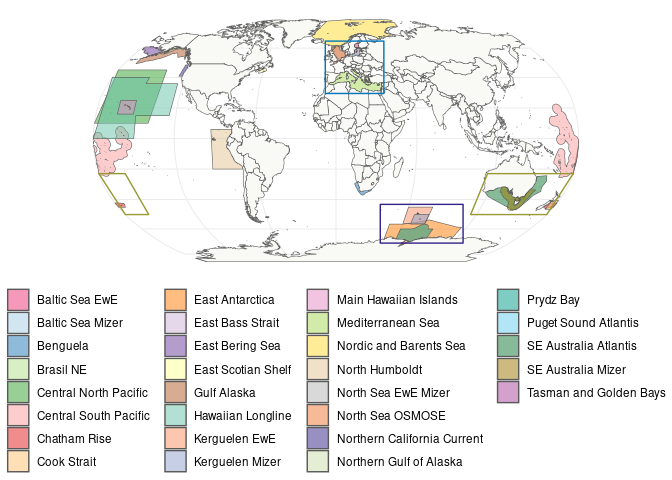 Baltic Sea EwE
Baltic Sea Mizer
Benguela
Brasil NE
Central North Pacific
Central South Pacific
Chatham Rise
Cook Strait
East Antarctica
East Bass Strait
East Bering Sea
East Scotian Shelf
Gulf Alaska
Hawaiian Longline
Kerguelen EwE
Kerguelen Mizer
Main Hawaiian Islands
Mediterranean Sea
Nordic and Barents Sea
North Humboldt
North Sea EwE Mizer
North Sea OSMOSE
Northern California Current
Northern Gulf of Alaska
Prydz Bay
Puget Sound Atlantis
SE Australia Atlantis
SE Australia Mizer
Tasman and Golden Bays